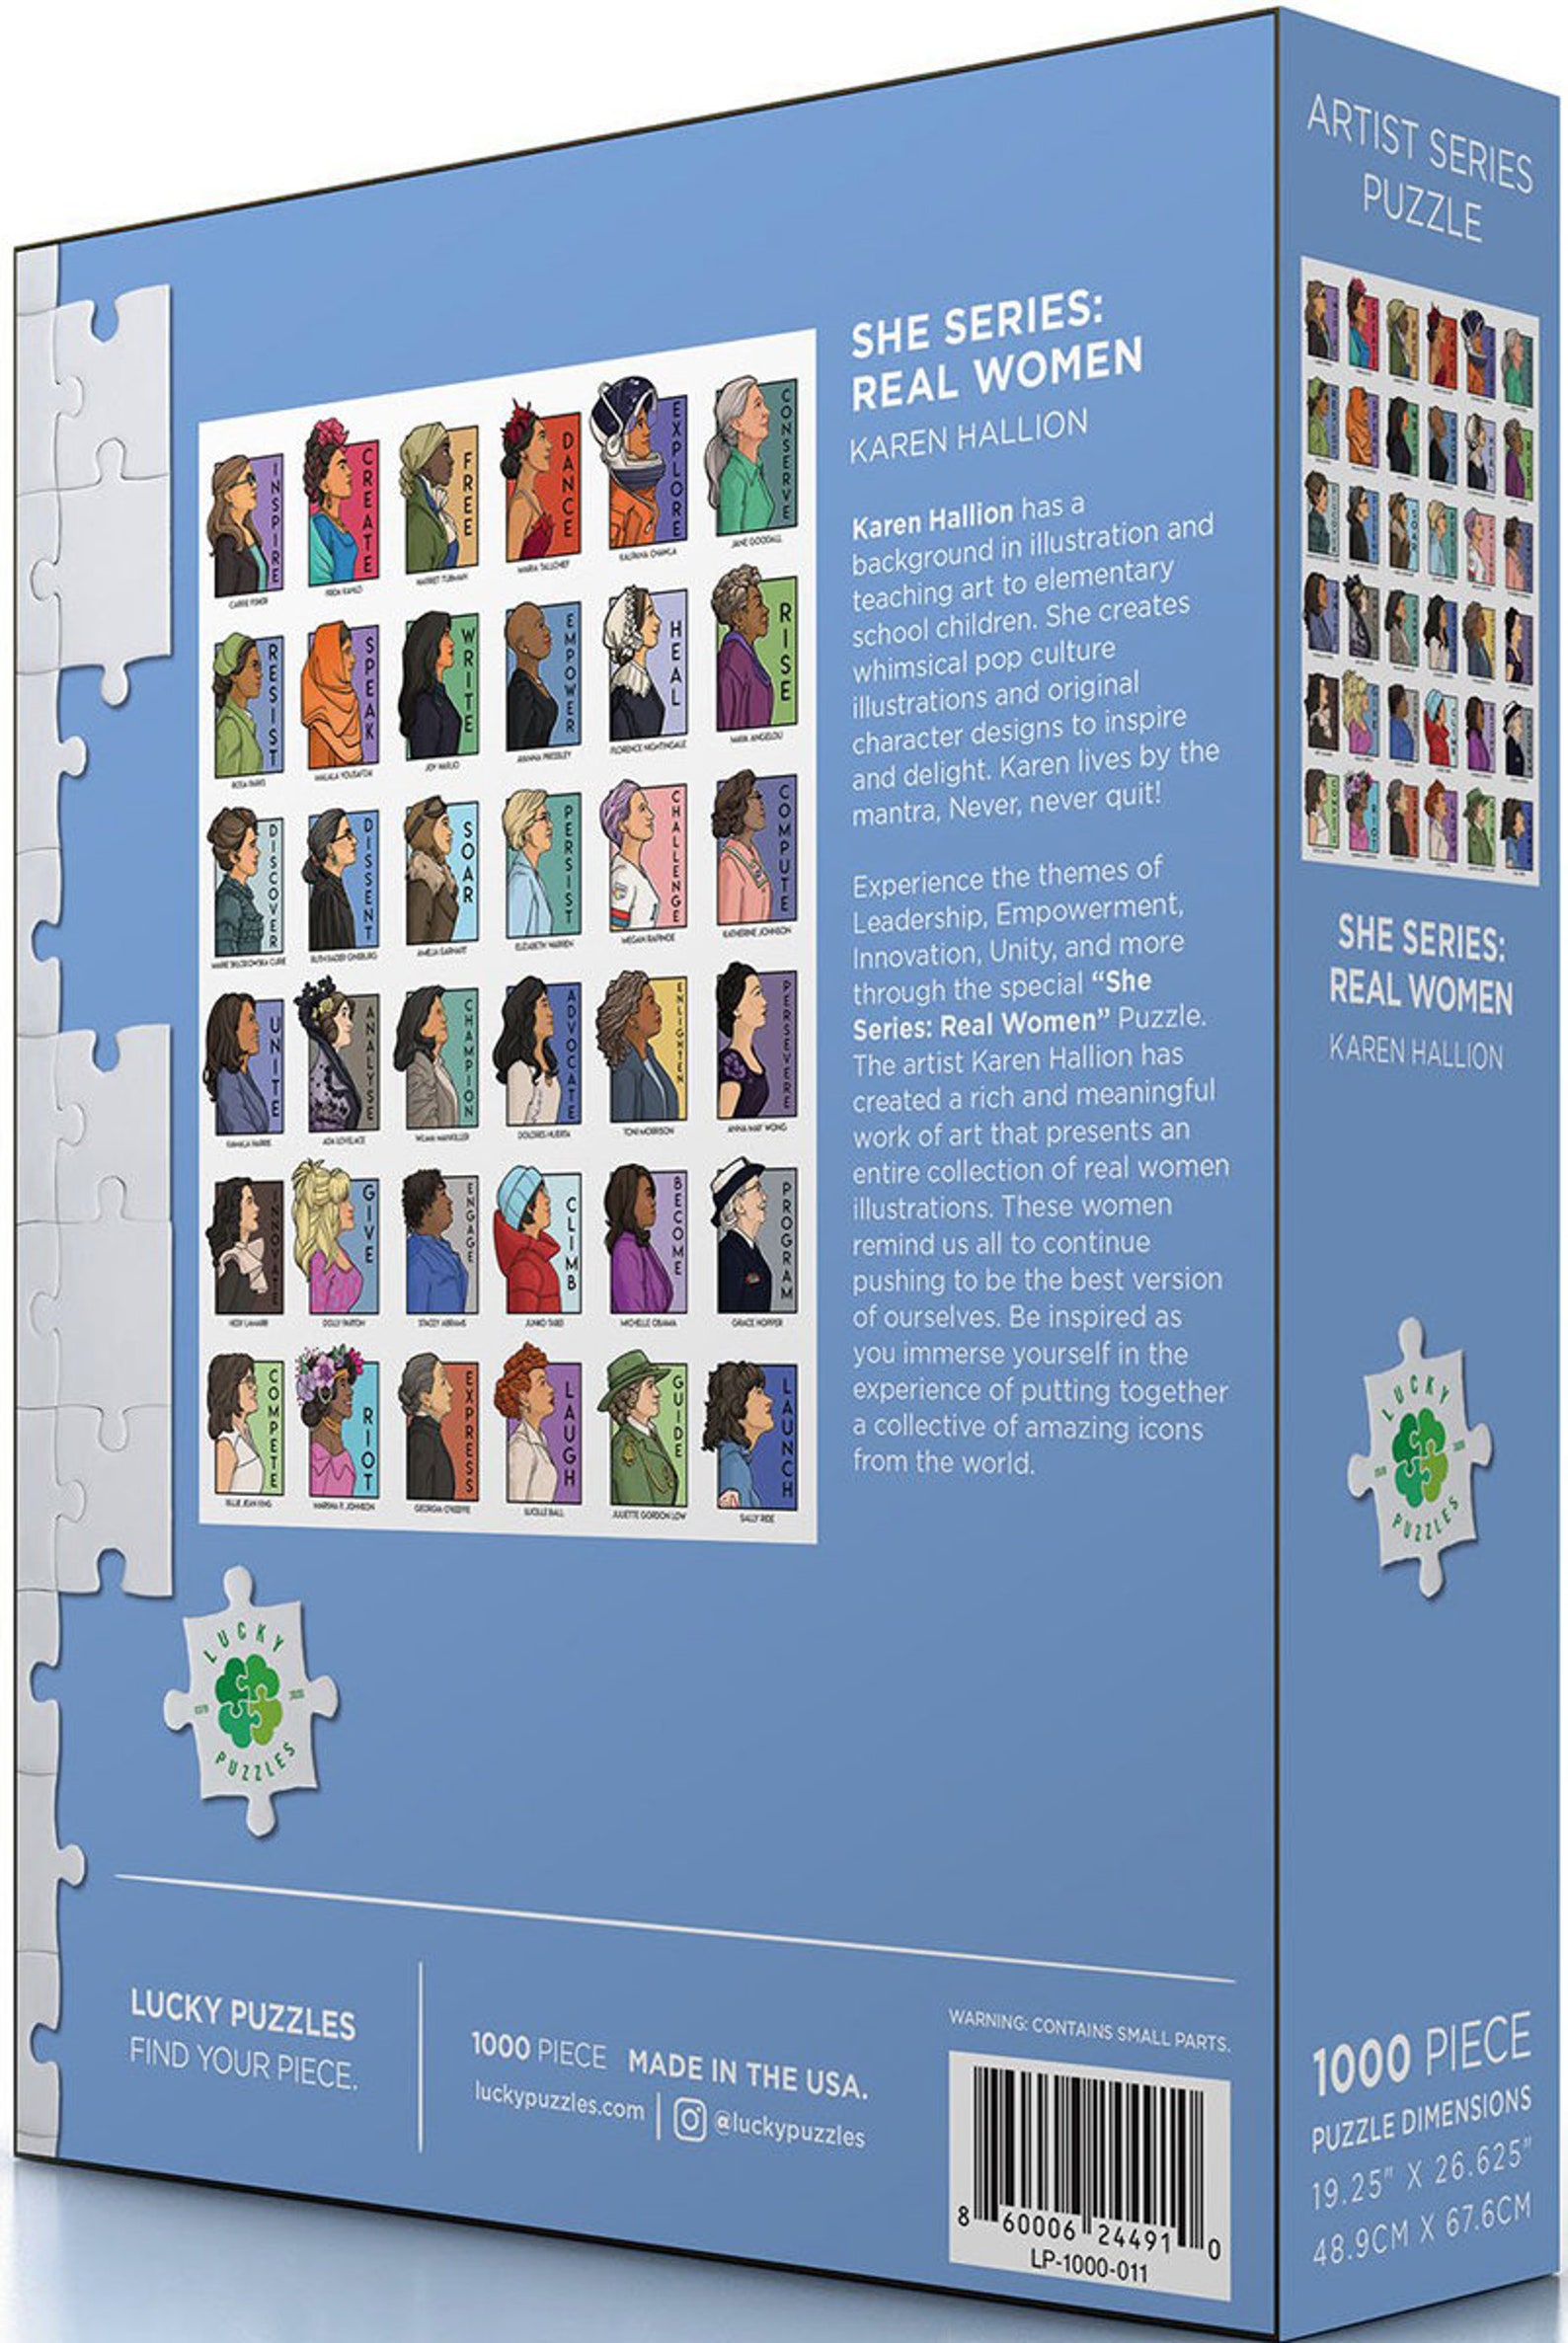 SHE SERIES:
REAL WOMEN
KAREN HALLION
Karen Hallion has a
background in illustration and
teaching art to elementary
school children. She creates
whimsical pop culture
illustrations and original
character designs to inspire
and delight. Karen lives by the
mantra, Never, never quit!
Experience the themes of
Leadership, Empowerment,
Innovation, Unity, and more
through the special “She
Series: Real Women” Puzzle.
The artist Karen Hallion has
created a rich and meaningful
work of art that presents an
entire collection of real women
illustrations. These women
remind us all to continue
pushing to be the best version
of ourselves. Be inspired as
you immerse yourself in the
experience of putting together
a collective of amazing icons
from the world.
INSPIRE
CREATE
FREE
DANCE
EXPLORE
CONSERVE
CARRIE FISHER
FRIDA KAHLO
HARRIET TUBMAN
MARIA TALLCHIEF
KALPANA CHAWLA
JANE GOODALL
RESIST
SPEAK
WRITE
EMPOWER
HEAL
RISE
ROSA PARKS
MALALA YOUSAFZAI
JOY HARJO
AYANNA PRESSLEY
FLORENCE NIGHTINGALE
MAYA ANGELOU
DISCOVER
DISSENT
SOAR
PERSIST
CHALLENGE
COMPUTE
MARIE SKLODOWSKA CURIE
RUTH BADER GINSBURG
AMELIA EARHART
ELIZABETH WARREN
MEGAN RAPINOE
KATHERINE JOHNSON
UNITE
ANALYSE
CHAMPION
ADVOCATE
ENLIGHTEN
PERSEVERE
KAMALA HARRIS
ADA LOVELACE
WILMA MANKILLER
DOLORES HUERTA
TONI MORRISON
ANNA MAY WONG
INNOVATE
GIVE
ENGAGE
CLIMB
BECOME
PROGRAM
HEDY LAMARR
DOLLY PARTON
STACEY ABRAMS
JUNKO TABEI
MICHELLE OBAMA
GRACE HOPPER
COMPETE
RIOT
EXPRESS
LAUGH
GUIDE
LAUNCH
BILLIE JEAN KING
MARSHA P. JOHNSON
GEORGIA O'KEEFFE
LUCILLE BALL
JULIETTE GORDON LOW
SALLY RIDE
LUCKY
ESTD 2020
PUZZLES
LUCKY PUZZLES
FIND YOUR PIECE.
1000 PIECE MADE IN THE USA.
luckypuzzles.com | @luckypuzzles
WARNING: CONTAINS SMALL PARTS.
8 60006 24491 0
LP-1000-011
ARTIST SERIES
PUZZLE
SHE SERIES:
REAL WOMEN
KAREN HALLION
LUCKY
ESTD 2020
PUZZLES
1000 PIECE
PUZZLE DIMENSIONS
19.25" X 26.625"
48.9CM X 67.6CM